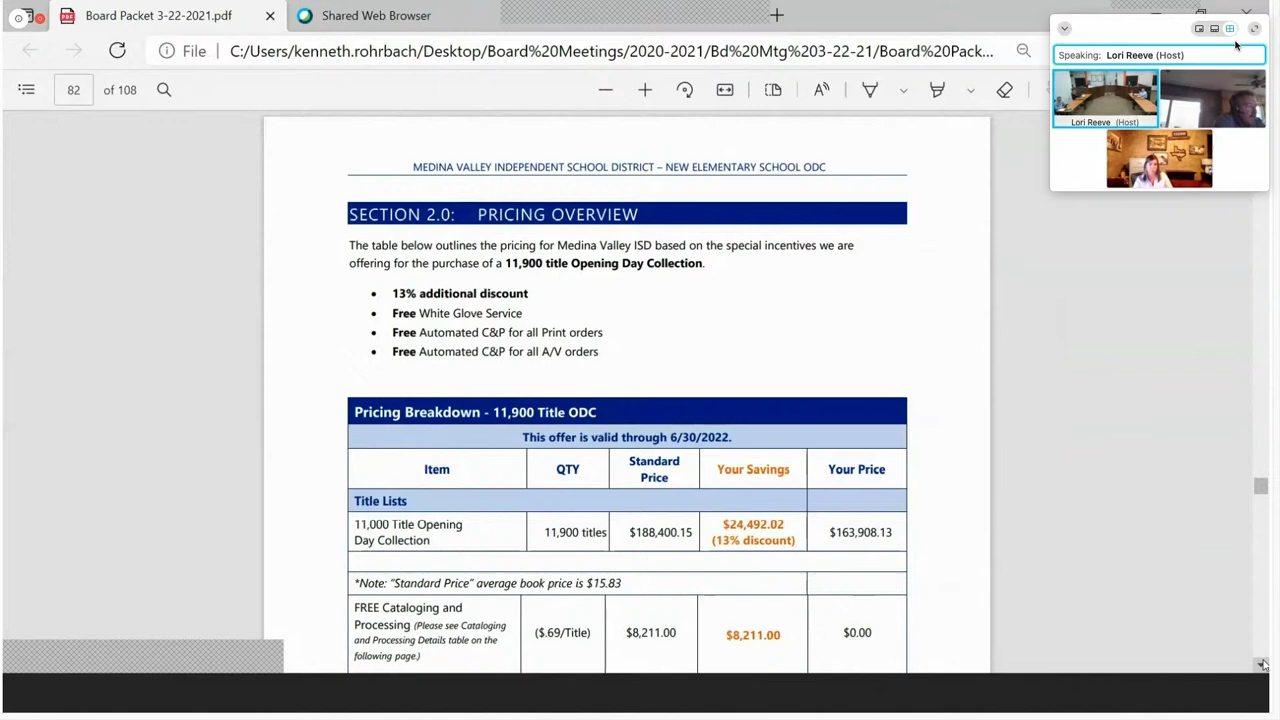 Board Packet 3-22-2021.pdf
Shared Web Browser
File
C:/Users/kenneth.rohrbach/Desktop/Board%20Meetings/2020-2021/Bd%20Mtg%203-22-21/Board%20Pack...
82 of 108
Speaking: Lori Reeve (Host)
Lori Reeve (Host)
MEDINA VALLEY INDEPENDENT SCHOOL DISTRICT – NEW ELEMENTARY SCHOOL ODC
SECTION 2.0: PRICING OVERVIEW
The table below outlines the pricing for Medina Valley ISD based on the special incentives we are
offering for the purchase of a 11,900 title Opening Day Collection.
• 13% additional discount
• Free White Glove Service
• Free Automated C&P for all Print orders
• Free Automated C&P for all A/V orders
Pricing Breakdown - 11,900 Title ODC
This offer is valid through 6/30/2022.
Item QTY Standard Price Your Savings Your Price
Title Lists
11,000 Title Opening Day Collection 11,900 titles $188,400.15 $24,492.02 (13% discount) $163,908.13
*Note: "Standard Price" average book price is $15.83
FREE Cataloging and
Processing (Please see Cataloging
and Processing Details table on the
following page.)
($.69/Title) $8,211.00 $8,211.00 $0.00